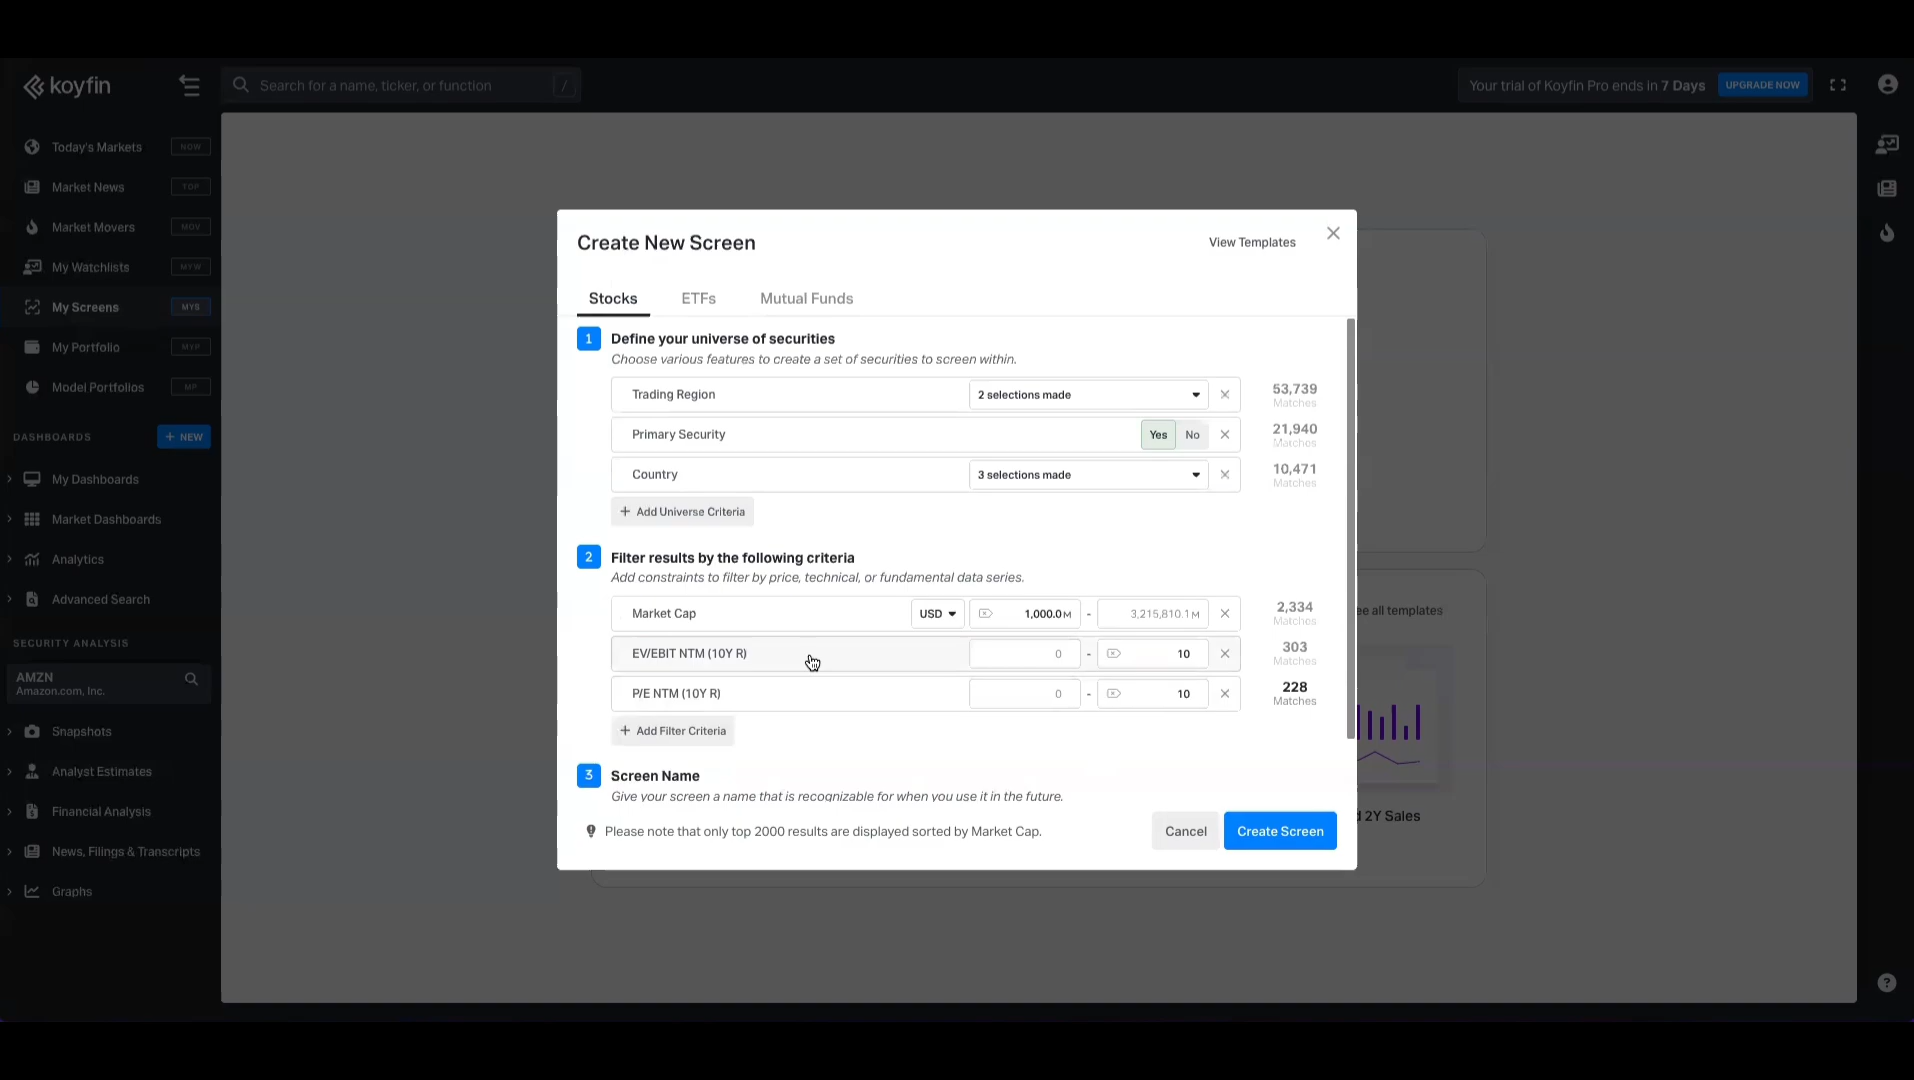 koyfin
Search for a name, ticker, or function /
Your trial of Koyfin Pro ends in 7 Days UPGRADE NOW
Today's Markets NOW
Market News TOP
Market Movers MOV
My Watchlists MYW
My Screens MYS
My Portfolio MYP
Model Portfolios MP
DASHBOARDS + NEW
My Dashboards
Market Dashboards
Analytics
Advanced Search
SECURITY ANALYSIS
AMZN
Amazon.com, Inc.
Snapshots
Analyst Estimates
Financial Analysis
News, Filings & Transcripts
Graphs
Create New Screen
View Templates
Stocks ETFs Mutual Funds
1 Define your universe of securities
Choose various features to create a set of securities to screen within.
Trading Region 2 selections made 53,739
Matches
Primary Security Yes No 21,940
Matches
Country 3 selections made 10,471
Matches
+ Add Universe Criteria
2 Filter results by the following criteria
Add constraints to filter by price, technical, or fundamental data series.
Market Cap USD 1,000.0M - 3,215,810.1M 2,334
Matches
EV/EBIT NTM (10Y R) 0 - 10 303
Matches
P/E NTM (10Y R) 0 - 10 228
Matches
+ Add Filter Criteria
3 Screen Name
Give your screen a name that is recognizable for when you use it in the future.
Please note that only top 2000 results are displayed sorted by Market Cap.
Cancel Create Screen
ee all templates
d 2Y Sales
?